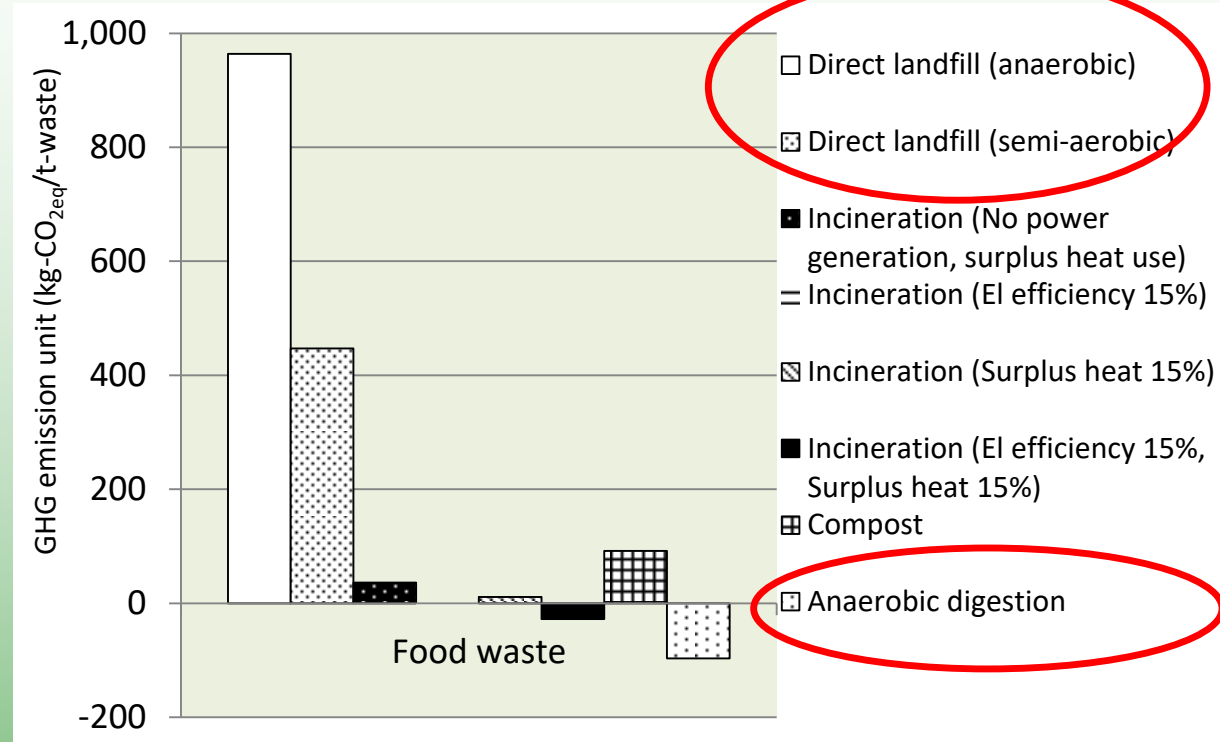 1,000
800
600
400
200
0
-200
GHG emission unit (kg-CO2eq/t-waste)
Food waste
Direct landfill (anaerobic)
Direct landfill (semi-aerobic)
Incineration (No power
generation, surplus heat use)
Incineration (El efficiency 15%)
Incineration (Surplus heat 15%)
Incineration (El efficiency 15%,
Surplus heat 15%)
Compost
Anaerobic digestion